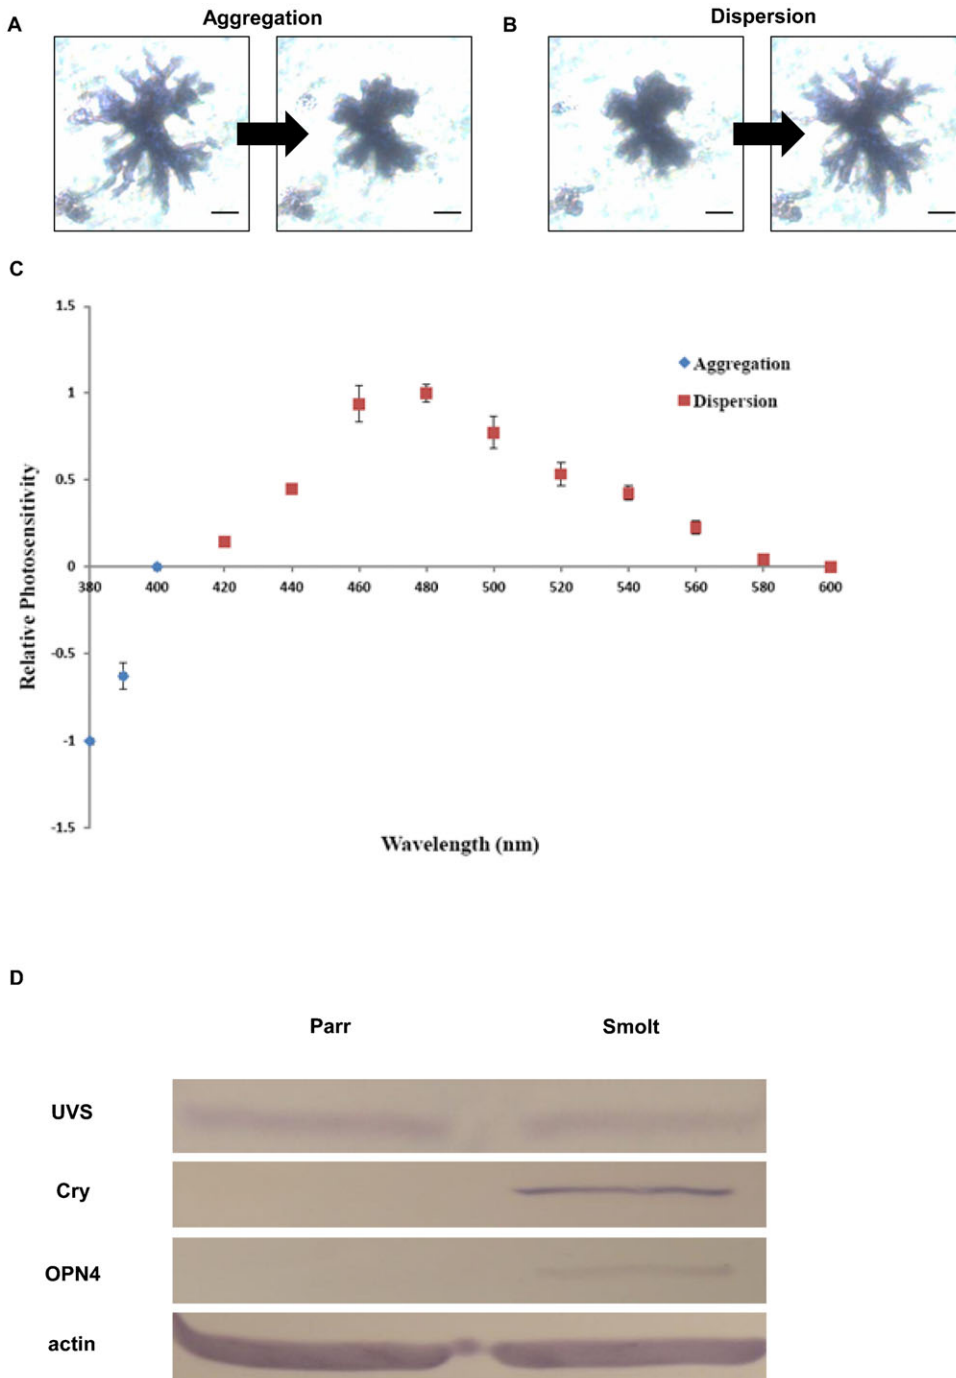 A
Aggregation
B
Dispersion
C
1.5
1
0.5
0
-0.5
-1
-1.5
380 400 420 440 460 480 500 520 540 560 580 600
Relative Photosensitivity
Wavelength (nm)
Aggregation
Dispersion
D
Parr Smolt
UVS
Cry
OPN4
actin